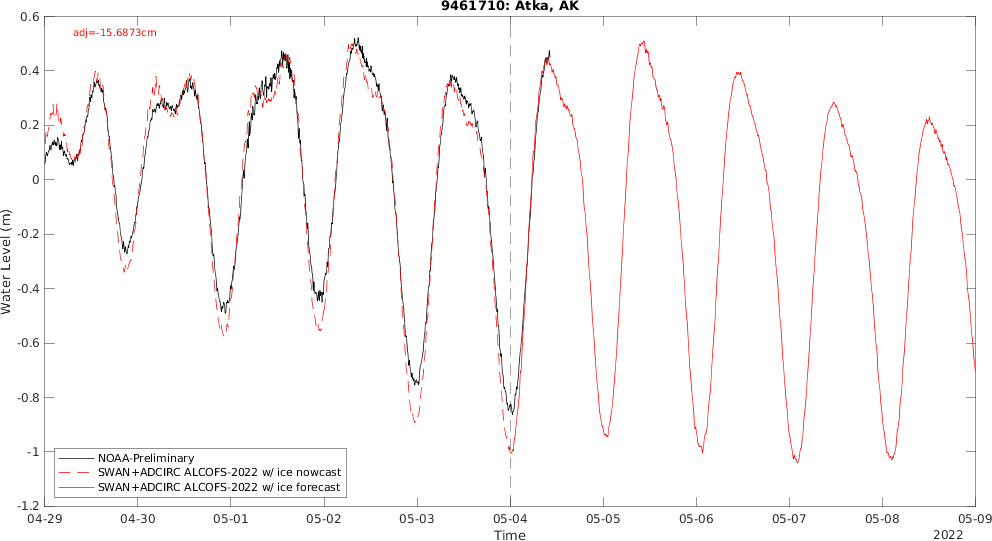 9461710: Atka, AK
adj=-15.6873cm
0.6
0.4
0.2
0
-0.2
-0.4
-0.6
-0.8
-1
-1.2
Water Level (m)
NOAA-Preliminary
SWAN+ADCIRC ALCOFS-2022 w/ ice nowcast
SWAN+ADCIRC ALCOFS-2022 w/ ice forecast
04-29 04-30 05-01 05-02 05-03 05-04 05-05 05-06 05-07 05-08 05-09
Time
2022